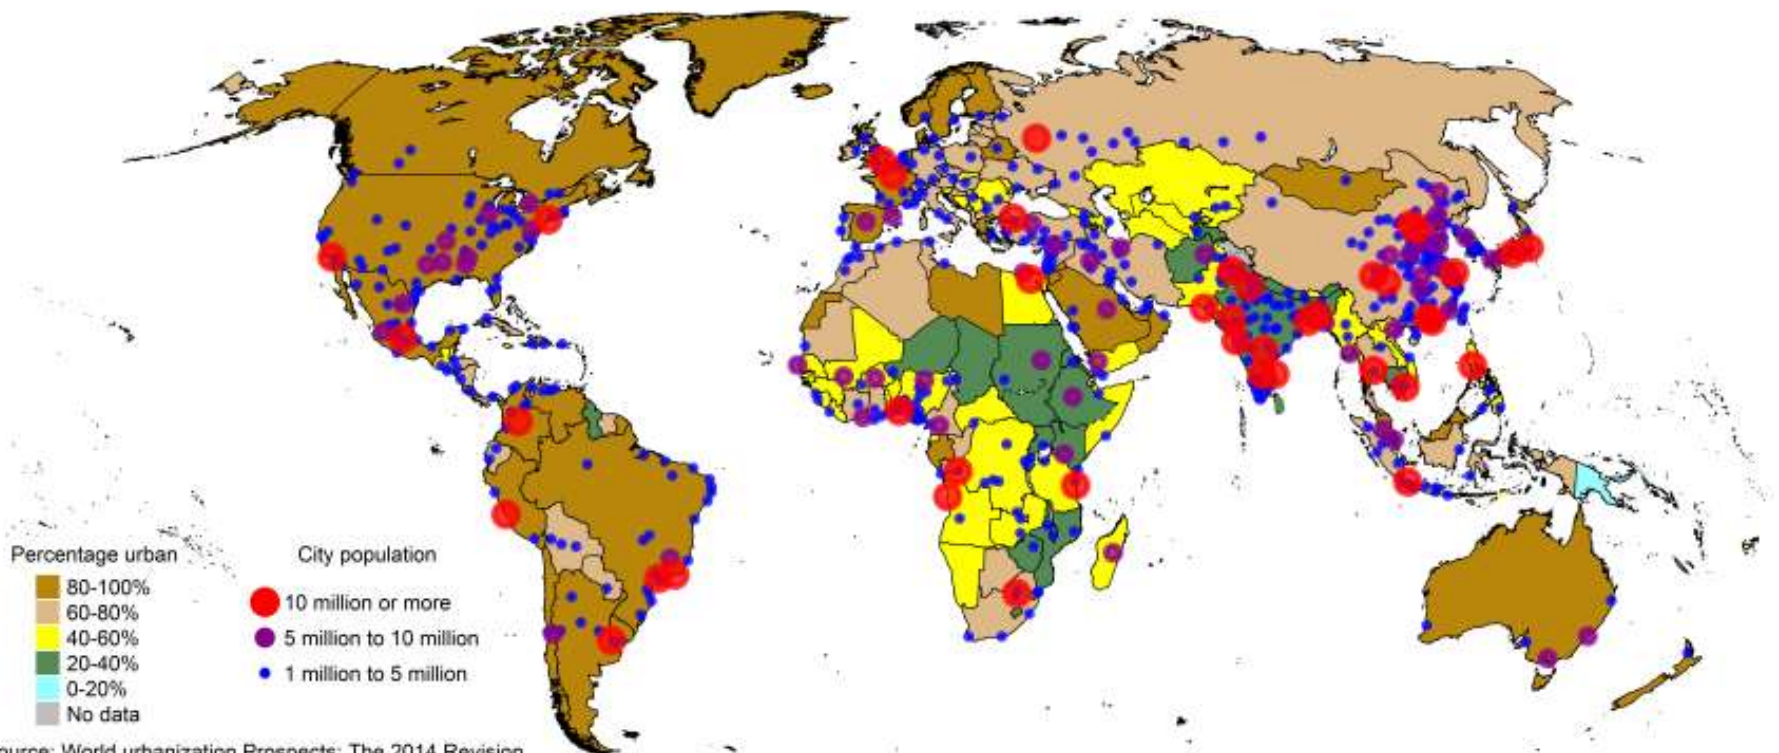 Percentage urban
80-100%
60-80%
40-60%
20-40%
0-20%
No data
City population
10 million or more
5 million to 10 million
1 million to 5 million
ource: World urbanization Prospects: The 2014 Revision